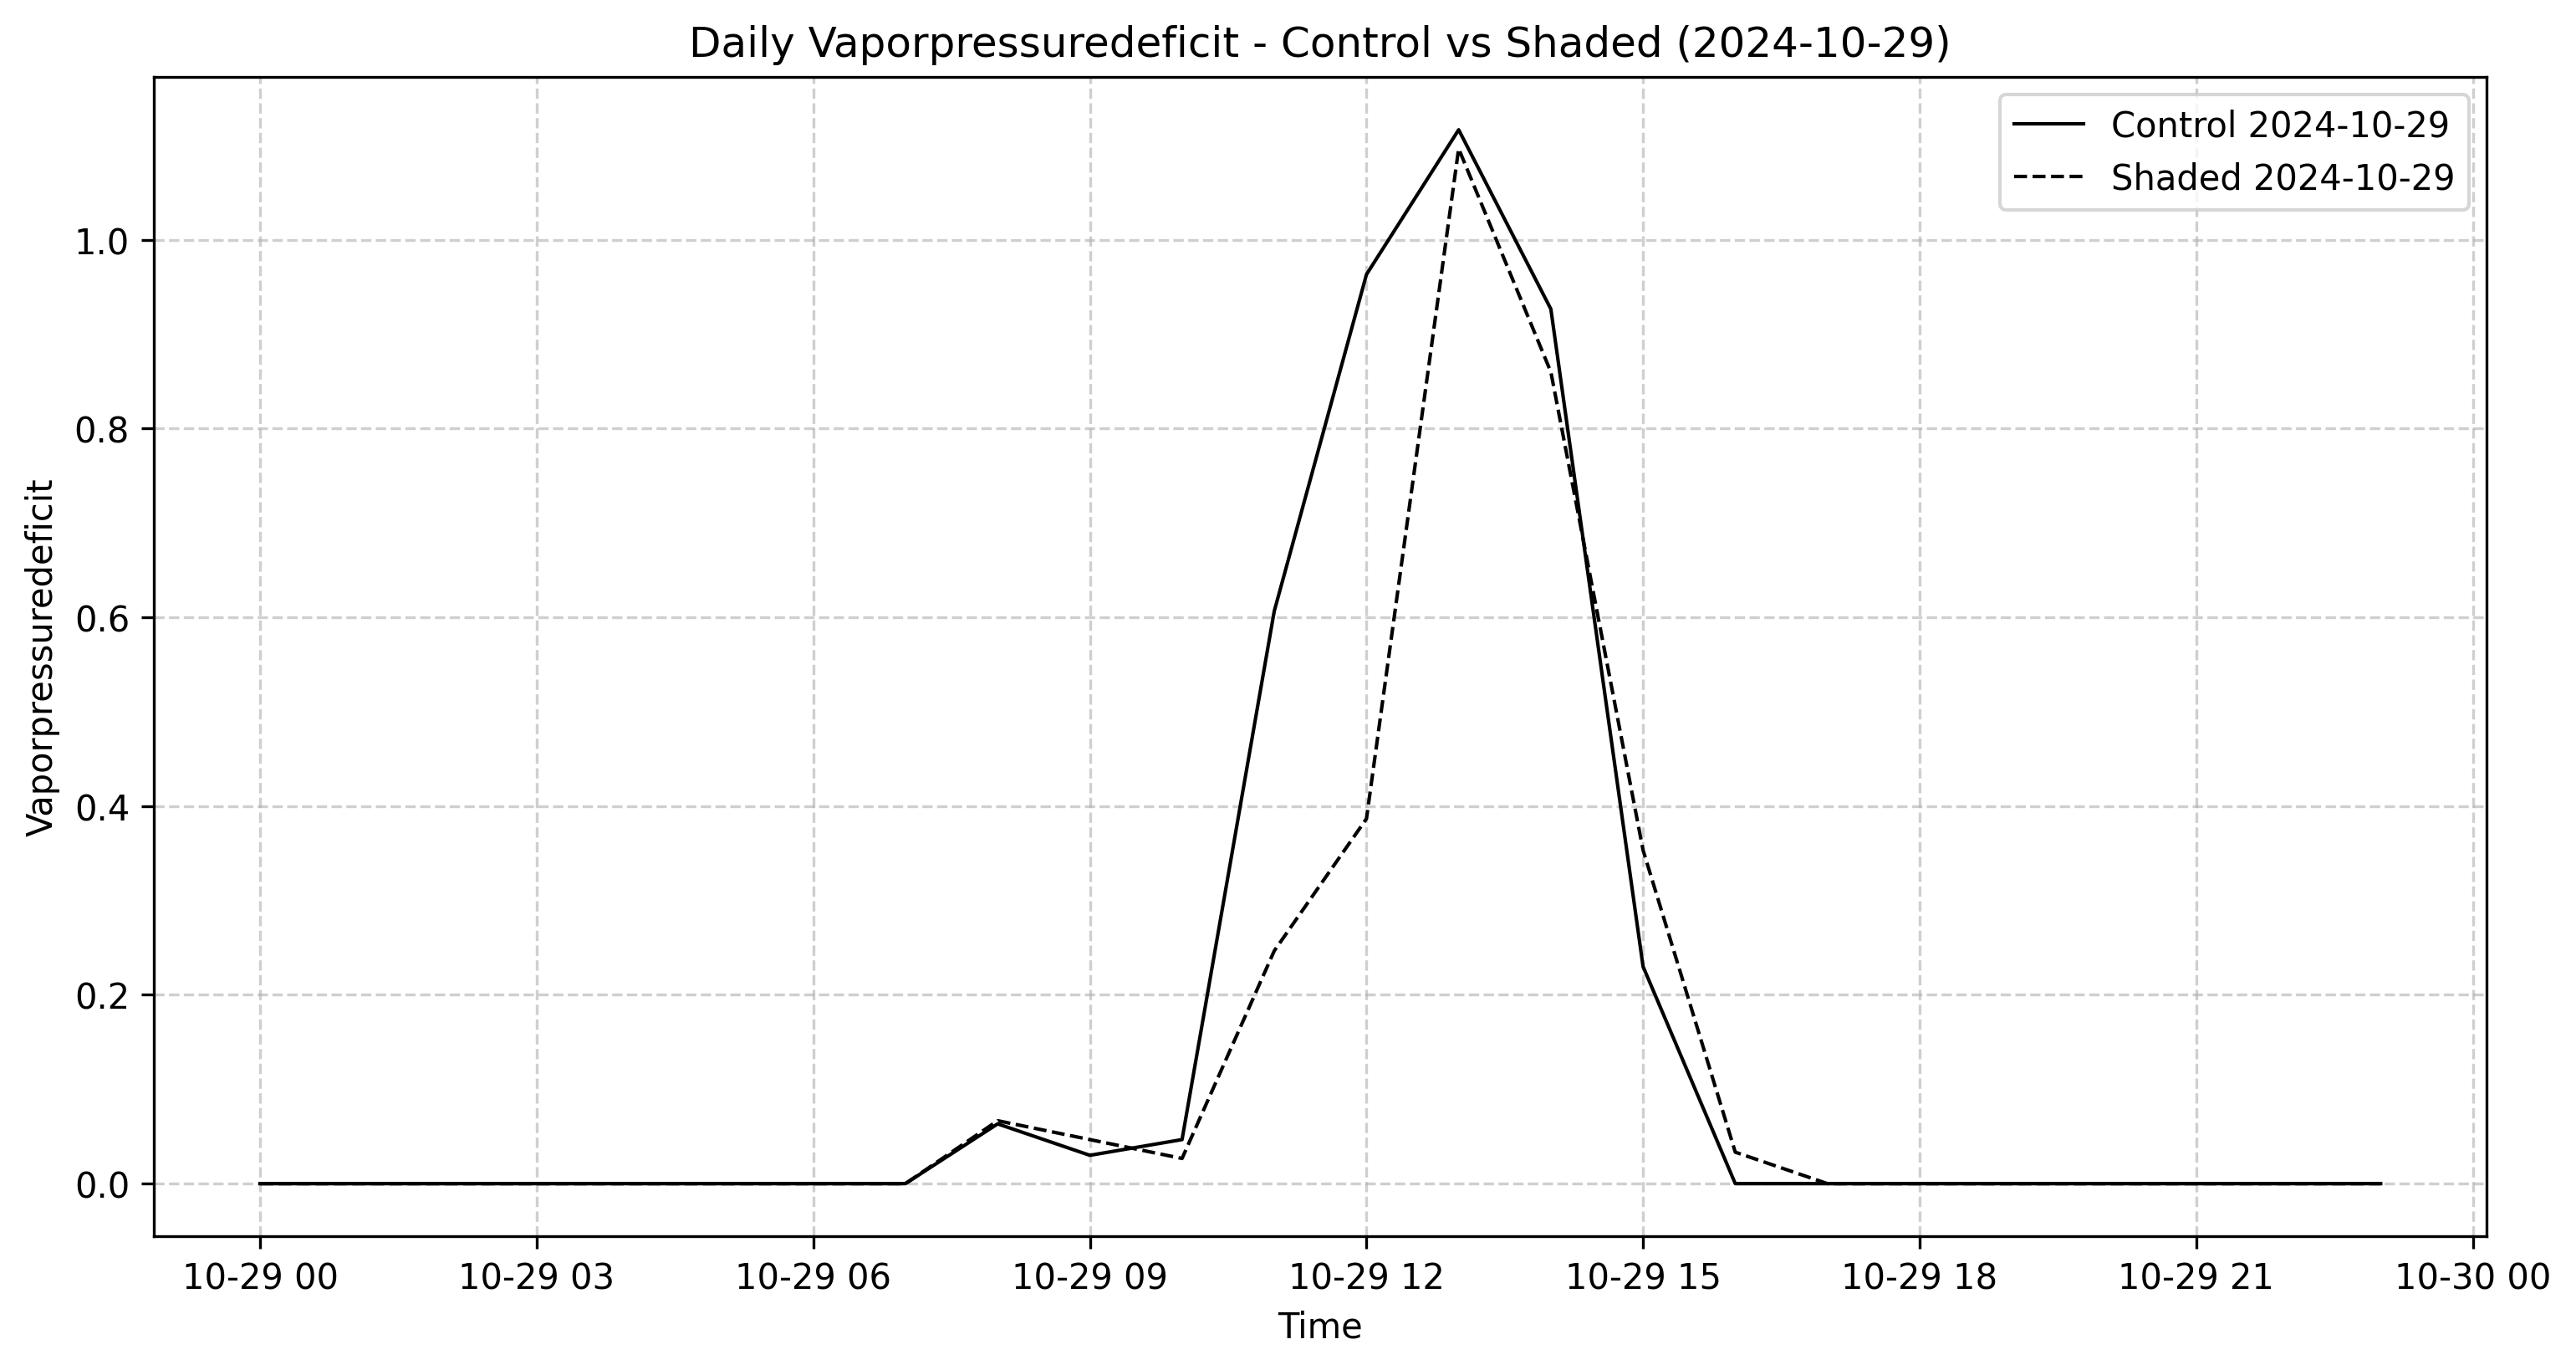 Daily Vaporpressuredeficit - Control vs Shaded (2024-10-29)
Control 2024-10-29
Shaded 2024-10-29
Vaporpressuredeficit
1.0
0.8
0.6
0.4
0.2
0.0
10-29 00 10-29 03 10-29 06 10-29 09 10-29 12 10-29 15 10-29 18 10-29 21 10-30 00
Time